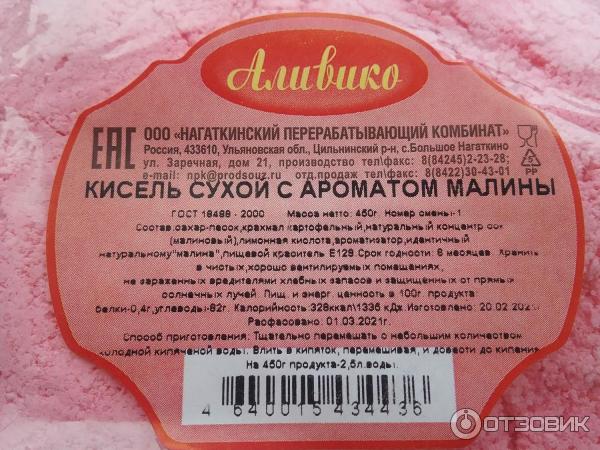 Аливико
ЕАС
ООО «НАГАТКИНСКИЙ ПЕРЕРАБАТЫВАЮЩИЙ КОМБИНАТ»
Россия, 433610, Ульяновская обл., Цильнинский р-н, с.Большое Нагаткино
ул. Заречная, дом 21, производство тел\факс: 8(84245)2-23-28;
e-mail: npk@prodsouz.ru отд.продаж тел\факс: 8(8422)30-43-01
5
PP
КИСЕЛЬ СУХОЙ С АРОМАТОМ МАЛИНЫ
ГОСТ 18488 - 2000 Масса нетто: 450г. Номер смены-1
Состав:сахар-песок,крахмал картофельный,натуральный концентр.сок
(малиновый),лимонная кислота,ароматизатор,идентичный
натуральному"малина",пищевой краситель Е129.Срок годности: 6 месяцев. Хранить
в чистых,хорошо вентилируемых помещениях,
не зараженных вредителями хлебных запасов и защищенных от прямых
солнечных лучей. Пищ. и энерг. ценность в 100г. продукта:
белки-0,4г,углеводы-82г. Калорийность 328ккал\1336 кДж. Изготовлено: 20.02.2021г
Расфасовано: 01.03.2021г.
Способ приготовления: Тщательно перемешать с небольшим количеством
холодной кипяченой воды. Влить в кипяток, перемешивая, и довести до кипения.
На 450г продукта-2,5л.воды.
4 640015 434436
ОТЗОВИК